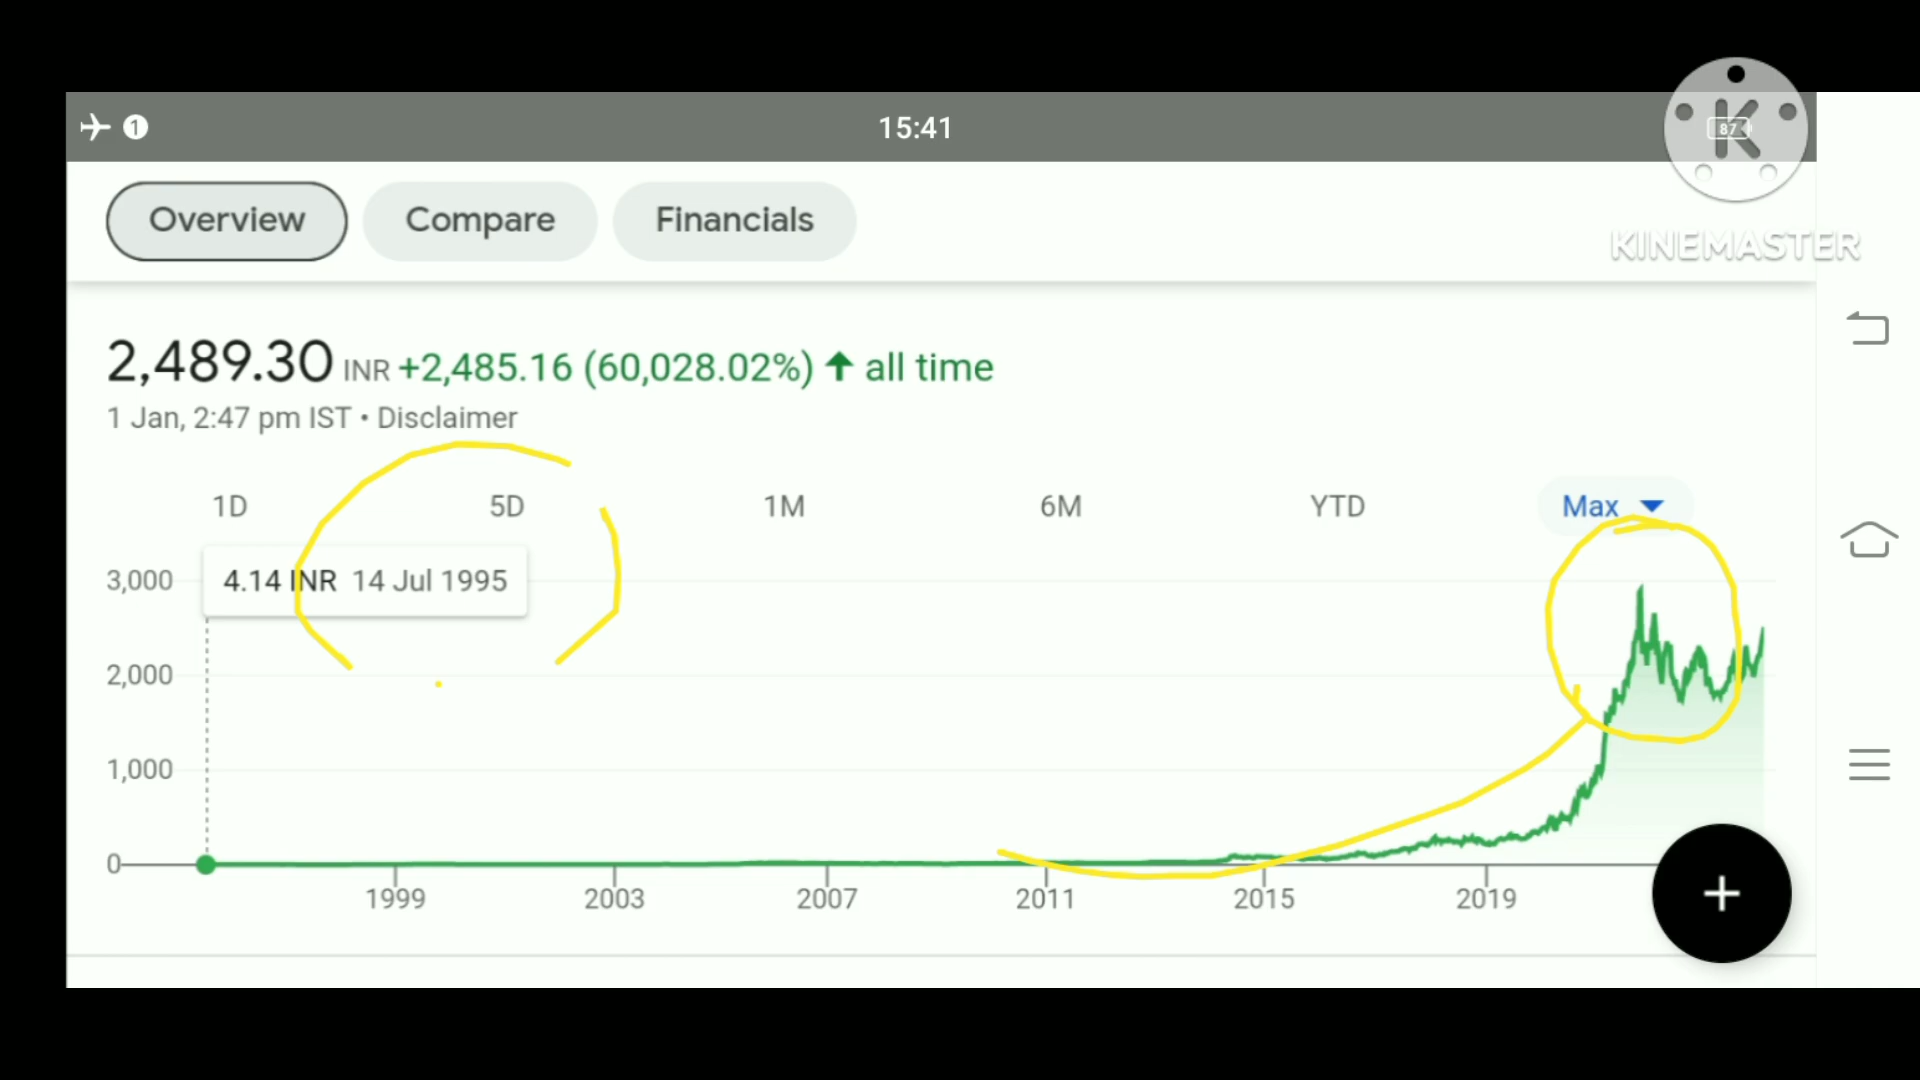 15:41
87
K
KINEMASTER
Overview Compare Financials
2,489.30 INR +2,485.16 (60,028.02%) ↑ all time
1 Jan, 2:47 pm IST • Disclaimer
1D 5D 1M 6M YTD Max
4.14 INR 14 Jul 1995
3,000
2,000
1,000
0
1999 2003 2007 2011 2015 2019